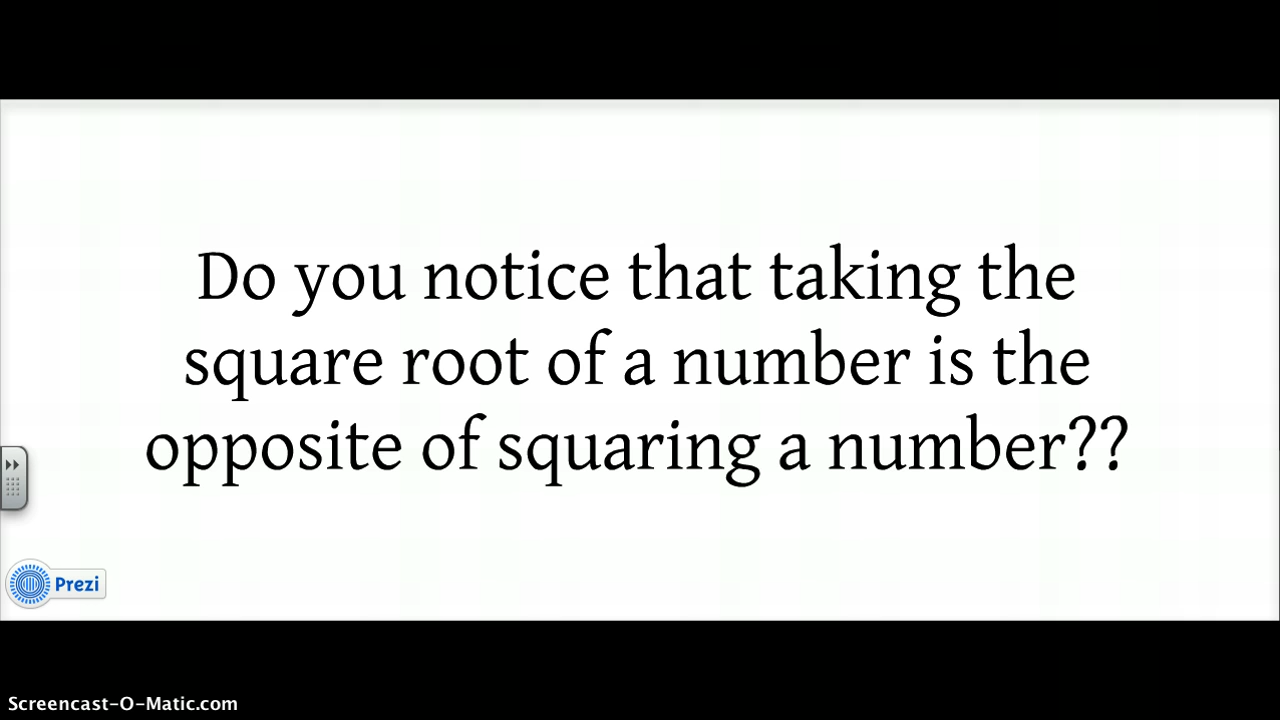 Do you notice that taking the
square root of a number is the
opposite of squaring a number??
Prezi
Screencast-O-Matic.com